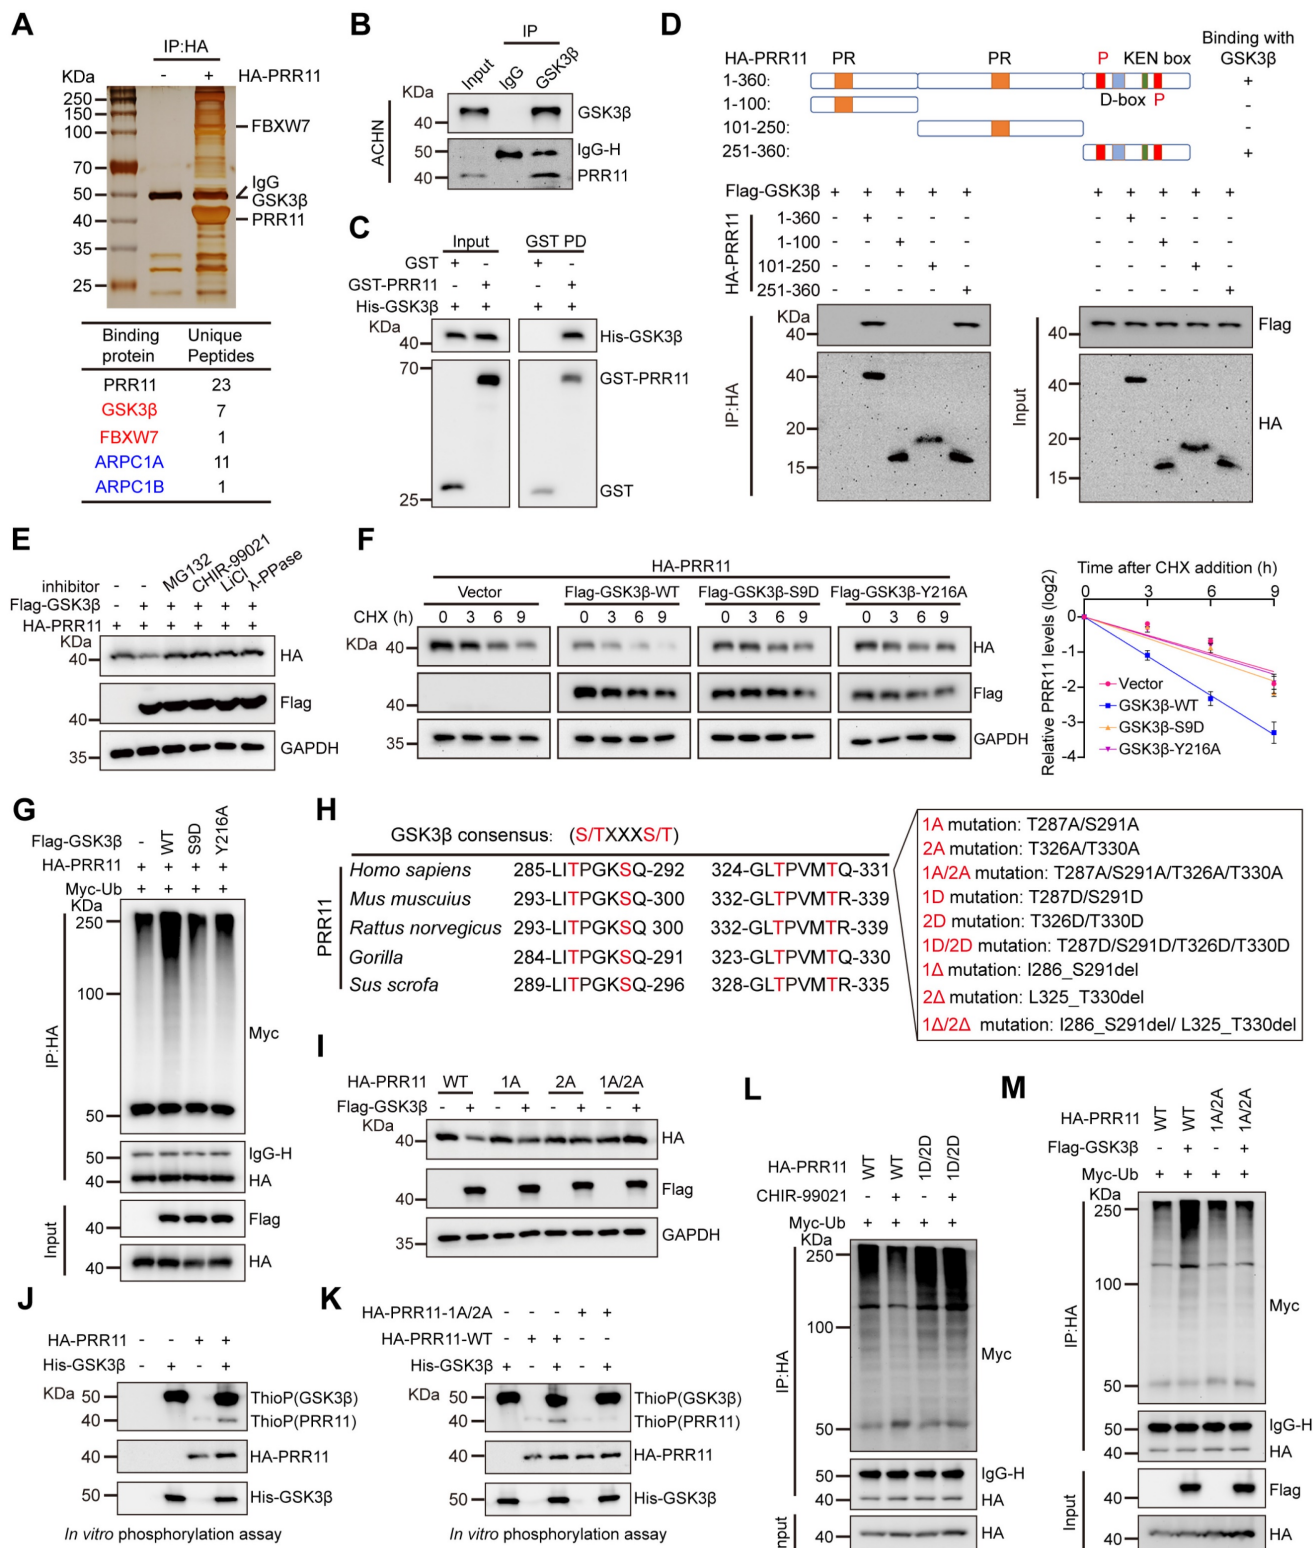 A
IP:HA
KDa - + HA-PRR11
250
150
100
70
50
40
35
25
FBXW7
IgG
GSK3β
PRR11
Binding protein Unique Peptides
PRR11 23
GSK3β 7
FBXW7 1
ARPC1A 11
ARPC1B 1
B
IP
Input IgG GSK3β
KDa
ACHN
40 GSK3β
50 IgG-H
40 PRR11
C
Input GST PD
GST + - + -
GST-PRR11 - + - +
His-GSK3β + + + +
KDa
40 His-GSK3β
70 GST-PRR11
25 GST
D
HA-PRR11 PR PR P KEN box Binding with GSK3β
1-360: +
D-box P
1-100: -
101-250: -
251-360: +
Flag-GSK3β + + + + + + + + + +
HA-PRR11
1-360 - + - - - - + - - -
1-100 - - + - - - - + - -
101-250 - - - + - - - - + -
251-360 - - - - + - - - - +
KDa
IP:HA
40
40
20
15
Input
40 Flag
40
20
15
HA
E
inhibitor - - MG132 CHIR-99021 LiCl λ-PPase
Flag-GSK3β - + + + + +
HA-PRR11 + + + + + +
KDa
40 HA
40 Flag
35 GAPDH
F
HA-PRR11
Vector Flag-GSK3β-WT Flag-GSK3β-S9D Flag-GSK3β-Y216A
CHX (h) 0 3 6 9 0 3 6 9 0 3 6 9 0 3 6 9
KDa 40 HA
40 Flag
35 GAPDH
Time after CHX addition (h)
0 3 6 9
Relative PRR11 levels (log2)
0
-1
-2
-3
-4
Vector
GSK3β-WT
GSK3β-S9D
GSK3β-Y216A
G
Flag-GSK3β - WT S9D Y216A
HA-PRR11 + + + +
Myc-Ub + + + +
KDa
IP:HA
250
100
50
Myc
50 IgG-H
40 HA
Input
40 Flag
40 HA
H
GSK3β consensus: (S/TXXXS/T)
PRR11
Homo sapiens 285-LITPGKSQ-292 324-GLTPVMTQ-331
Mus muscuius 293-LITPGKSQ-300 332-GLTPVMTR-339
Rattus norvegicus 293-LITPGKSQ 300 332-GLTPVMTR-339
Gorilla 284-LITPGKSQ-291 323-GLTPVMTQ-330
Sus scrofa 289-LITPGKSQ-296 328-GLTPVMTR-335
1A mutation: T287A/S291A
2A mutation: T326A/T330A
1A/2A mutation: T287A/S291A/T326A/T330A
1D mutation: T287D/S291D
2D mutation: T326D/T330D
1D/2D mutation: T287D/S291D/T326D/T330D
1Δ mutation: I286_S291del
2Δ mutation: L325_T330del
1Δ/2Δ mutation: I286_S291del/ L325_T330del
I
HA-PRR11 WT 1A 2A 1A/2A
Flag-GSK3β - + - + - + - +
KDa
40 HA
40 Flag
35 GAPDH
J
HA-PRR11 - - + +
His-GSK3β - + - +
KDa 50 ThioP(GSK3β)
40 ThioP(PRR11)
40 HA-PRR11
50 His-GSK3β
In vitro phosphorylation assay
K
HA-PRR11-1A/2A - - - + +
HA-PRR11-WT - + + - -
His-GSK3β + - + - +
KDa 50 ThioP(GSK3β)
40 ThioP(PRR11)
40 HA-PRR11
50 His-GSK3β
In vitro phosphorylation assay
L
HA-PRR11 WT WT 1D/2D 1D/2D
CHIR-99021 - + - +
Myc-Ub + + + +
KDa
IP:HA
250
100
50
Myc
50 IgG-H
40 HA
Input
40 HA
M
HA-PRR11 WT WT 1A/2A 1A/2A
Flag-GSK3β - + - +
Myc-Ub + + + +
KDa
IP:HA
250
100
50
Myc
50 IgG-H
40 HA
Input
40 Flag
40 HA